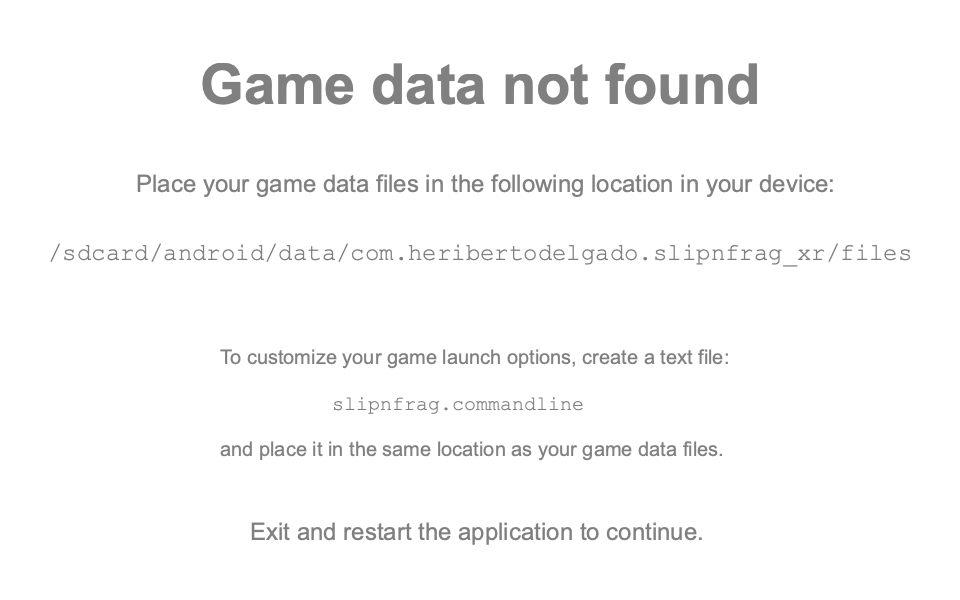 Game data not found
Place your game data files in the following location in your device:
/sdcard/android/data/com.heribertodelgado.slipnfrag_xr/files
To customize your game launch options, create a text file:
slipnfrag.commandline
and place it in the same location as your game data files.
Exit and restart the application to continue.